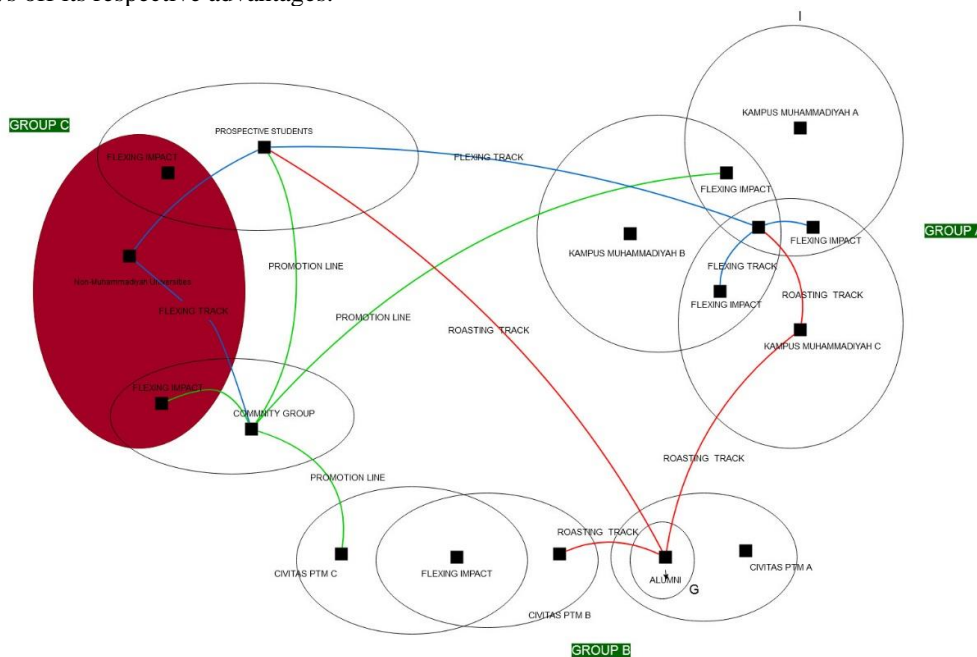 off its respective advantages.
I
KAMPUS MUHAMMADIYAH A
GROUP C
PROSPECTIVE STUDENTS
FLEXING IMPACT
FLEXING TRACK
FLEXING IMPACT
GROUP
FLEXING IMPACT
KAMPUS MUHAMMADIYAH B
PROMOTION LINE
FLEXING TRACK
Non-Muhammadiyah Universities
FLEXING IMPACT
ROASTING TRACK
FLEXING TRACK
PROMOTION LINE
ROASTING TRACK
KAMPUS MUHAMMADIYAH C
FLEXING IMPACT
COMMNITY GROUP
ROASTING TRACK
PROMOTION LINE
ROASTING TRACK
CIVITAS PTM C
FLEXING IMPACT
CIVITAS PTM A
ALUMNI
G
CIVITAS PTM B
GROUP B